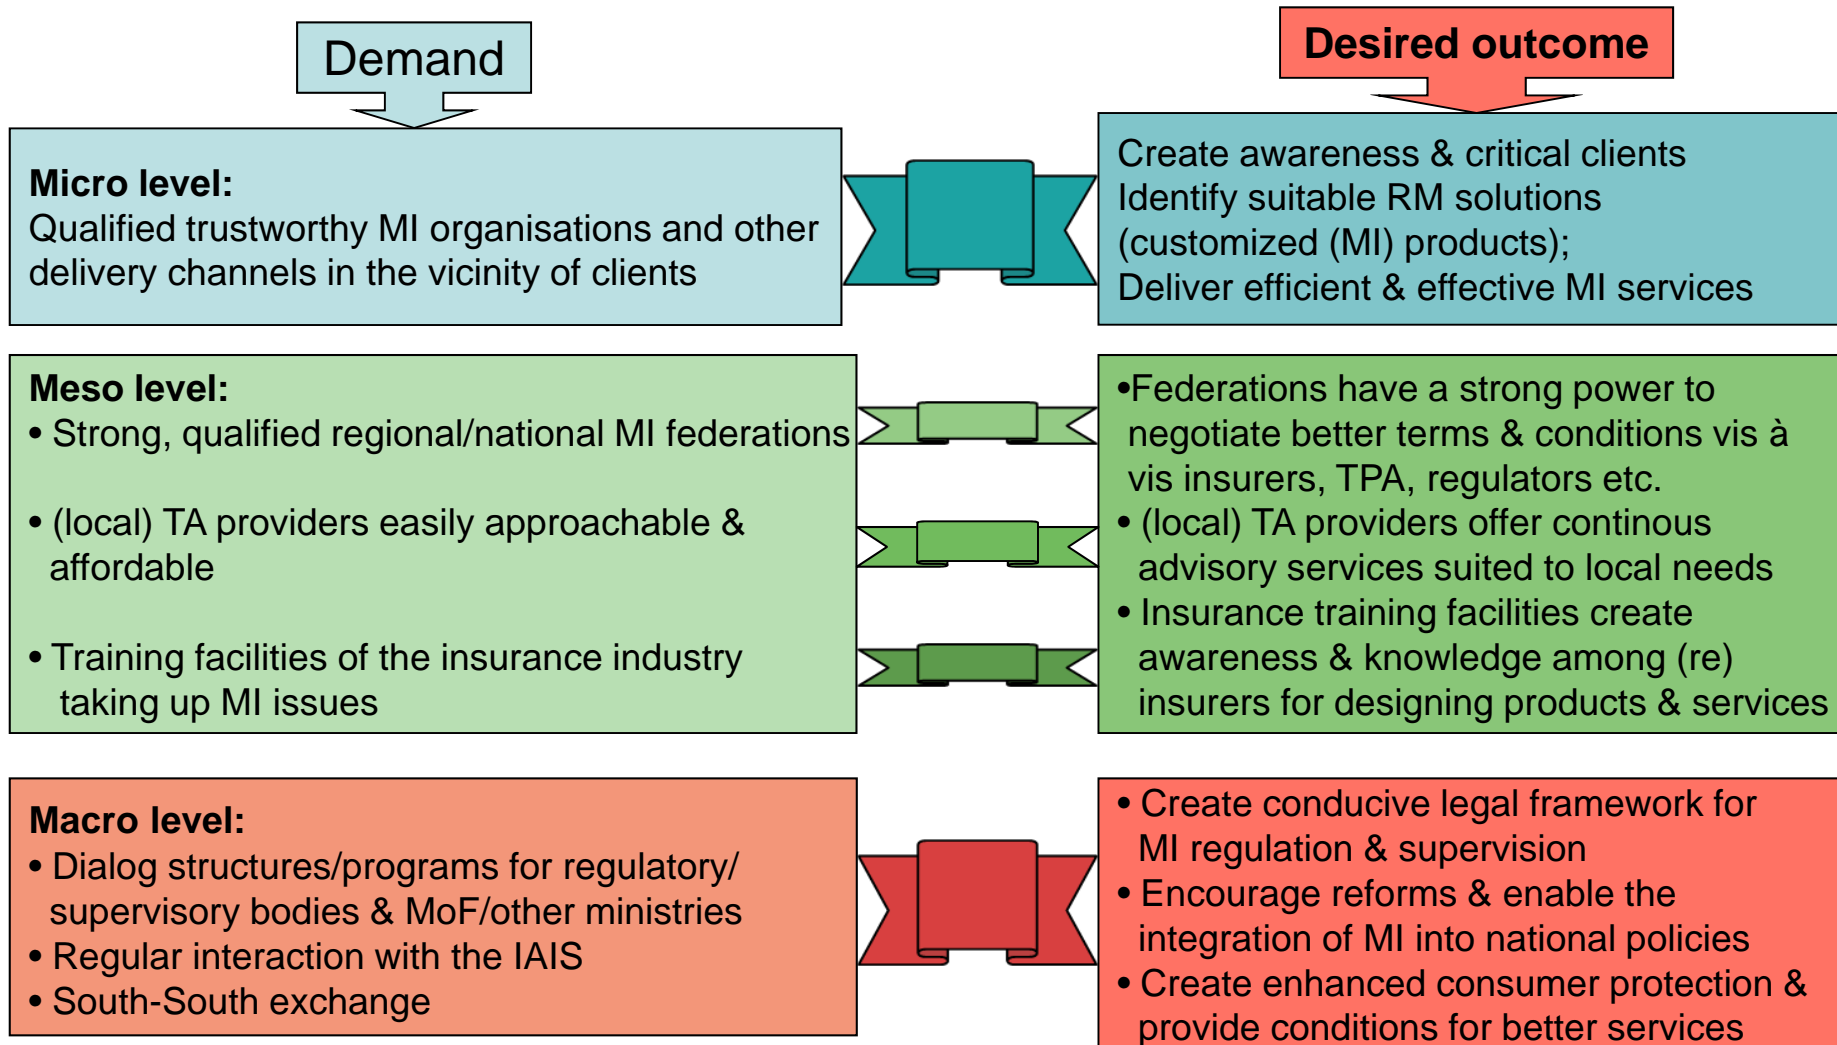 Demand
Desired outcome
Micro level:
Qualified trustworthy MI organisations and other
delivery channels in the vicinity of clients
Create awareness & critical clients
Identify suitable RM solutions
(customized (MI) products);
Deliver efficient & effective MI services
Meso level:
• Strong, qualified regional/national MI federations
• (local) TA providers easily approachable &
affordable
• Training facilities of the insurance industry
taking up MI issues
•Federations have a strong power to
negotiate better terms & conditions vis à
vis insurers, TPA, regulators etc.
• (local) TA providers offer continous
advisory services suited to local needs
• Insurance training facilities create
awareness & knowledge among (re)
insurers for designing products & services
Macro level:
• Dialog structures/programs for regulatory/
supervisory bodies & MoF/other ministries
• Regular interaction with the IAIS
• South-South exchange
• Create conducive legal framework for
MI regulation & supervision
• Encourage reforms & enable the
integration of MI into national policies
• Create enhanced consumer protection &
provide conditions for better services